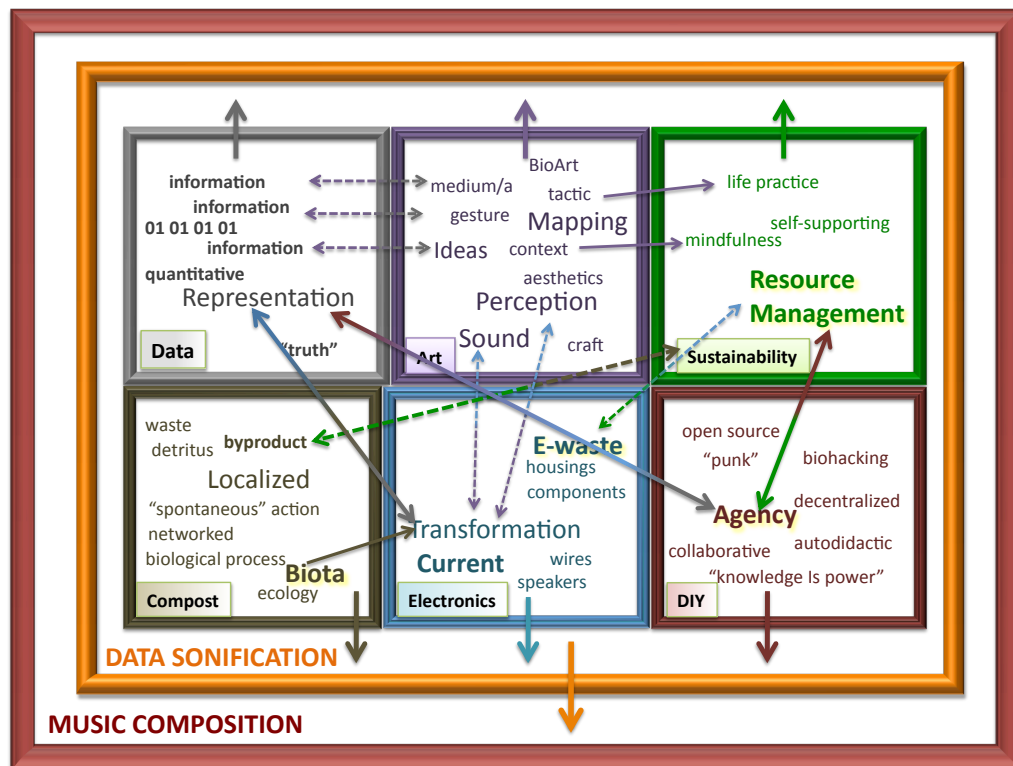 information
information
01 01 01 01
information
quantitative
Representation
"truth"
Data
BioArt
medium/a
tactic
gesture
Mapping
Ideas
context
aesthetics
Perception
Sound
craft
Art
life practice
self-supporting
mindfulness
Resource
Management
Sustainability
waste
detritus
byproduct
Localized
"spontaneous" action
networked
biological process
Biota
ecology
Compost
E-waste
housings
components
Transformation
Current
wires
speakers
Electronics
open source
"punk"
biohacking
decentralized
Agency
autodidactic
collaborative
"knowledge Is power"
DIY
DATA SONIFICATION
MUSIC COMPOSITION